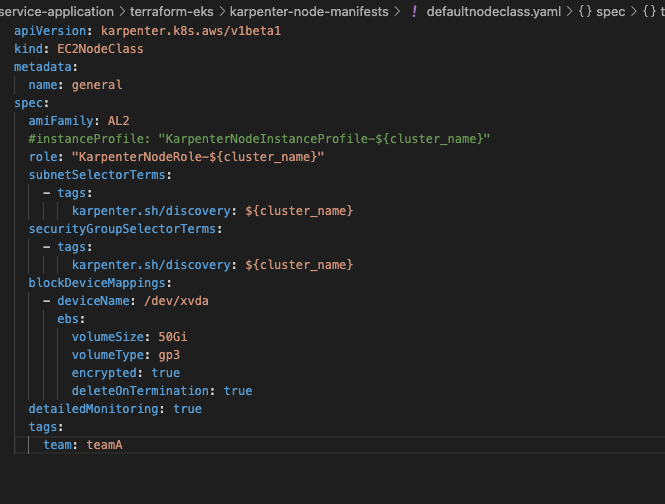 service-application > terraform-eks > karpenter-node-manifests > ! defaultnodeclass.yaml > {} spec > {} t
apiVersion: karpenter.k8s.aws/v1beta1
kind: EC2NodeClass
metadata:
  name: general
spec:
  amiFamily: AL2
  #instanceProfile: "KarpenterNodeInstanceProfile-${cluster_name}"
  role: "KarpenterNodeRole-${cluster_name}"
  subnetSelectorTerms:
    - tags:
        karpenter.sh/discovery: ${cluster_name}
  securityGroupSelectorTerms:
    - tags:
        karpenter.sh/discovery: ${cluster_name}
  blockDeviceMappings:
    - deviceName: /dev/xvda
      ebs:
        volumeSize: 50Gi
        volumeType: gp3
        encrypted: true
        deleteOnTermination: true
  detailedMonitoring: true
  tags:
    team: teamA